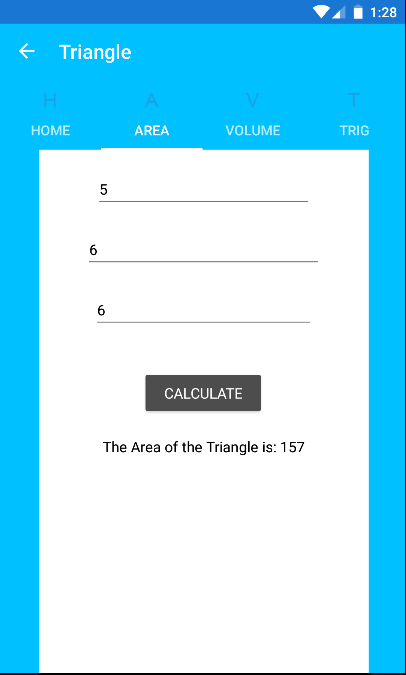 1:28
Triangle
H A V T
HOME AREA VOLUME TRIG
5
6
6
CALCULATE
The Area of the Triangle is: 157